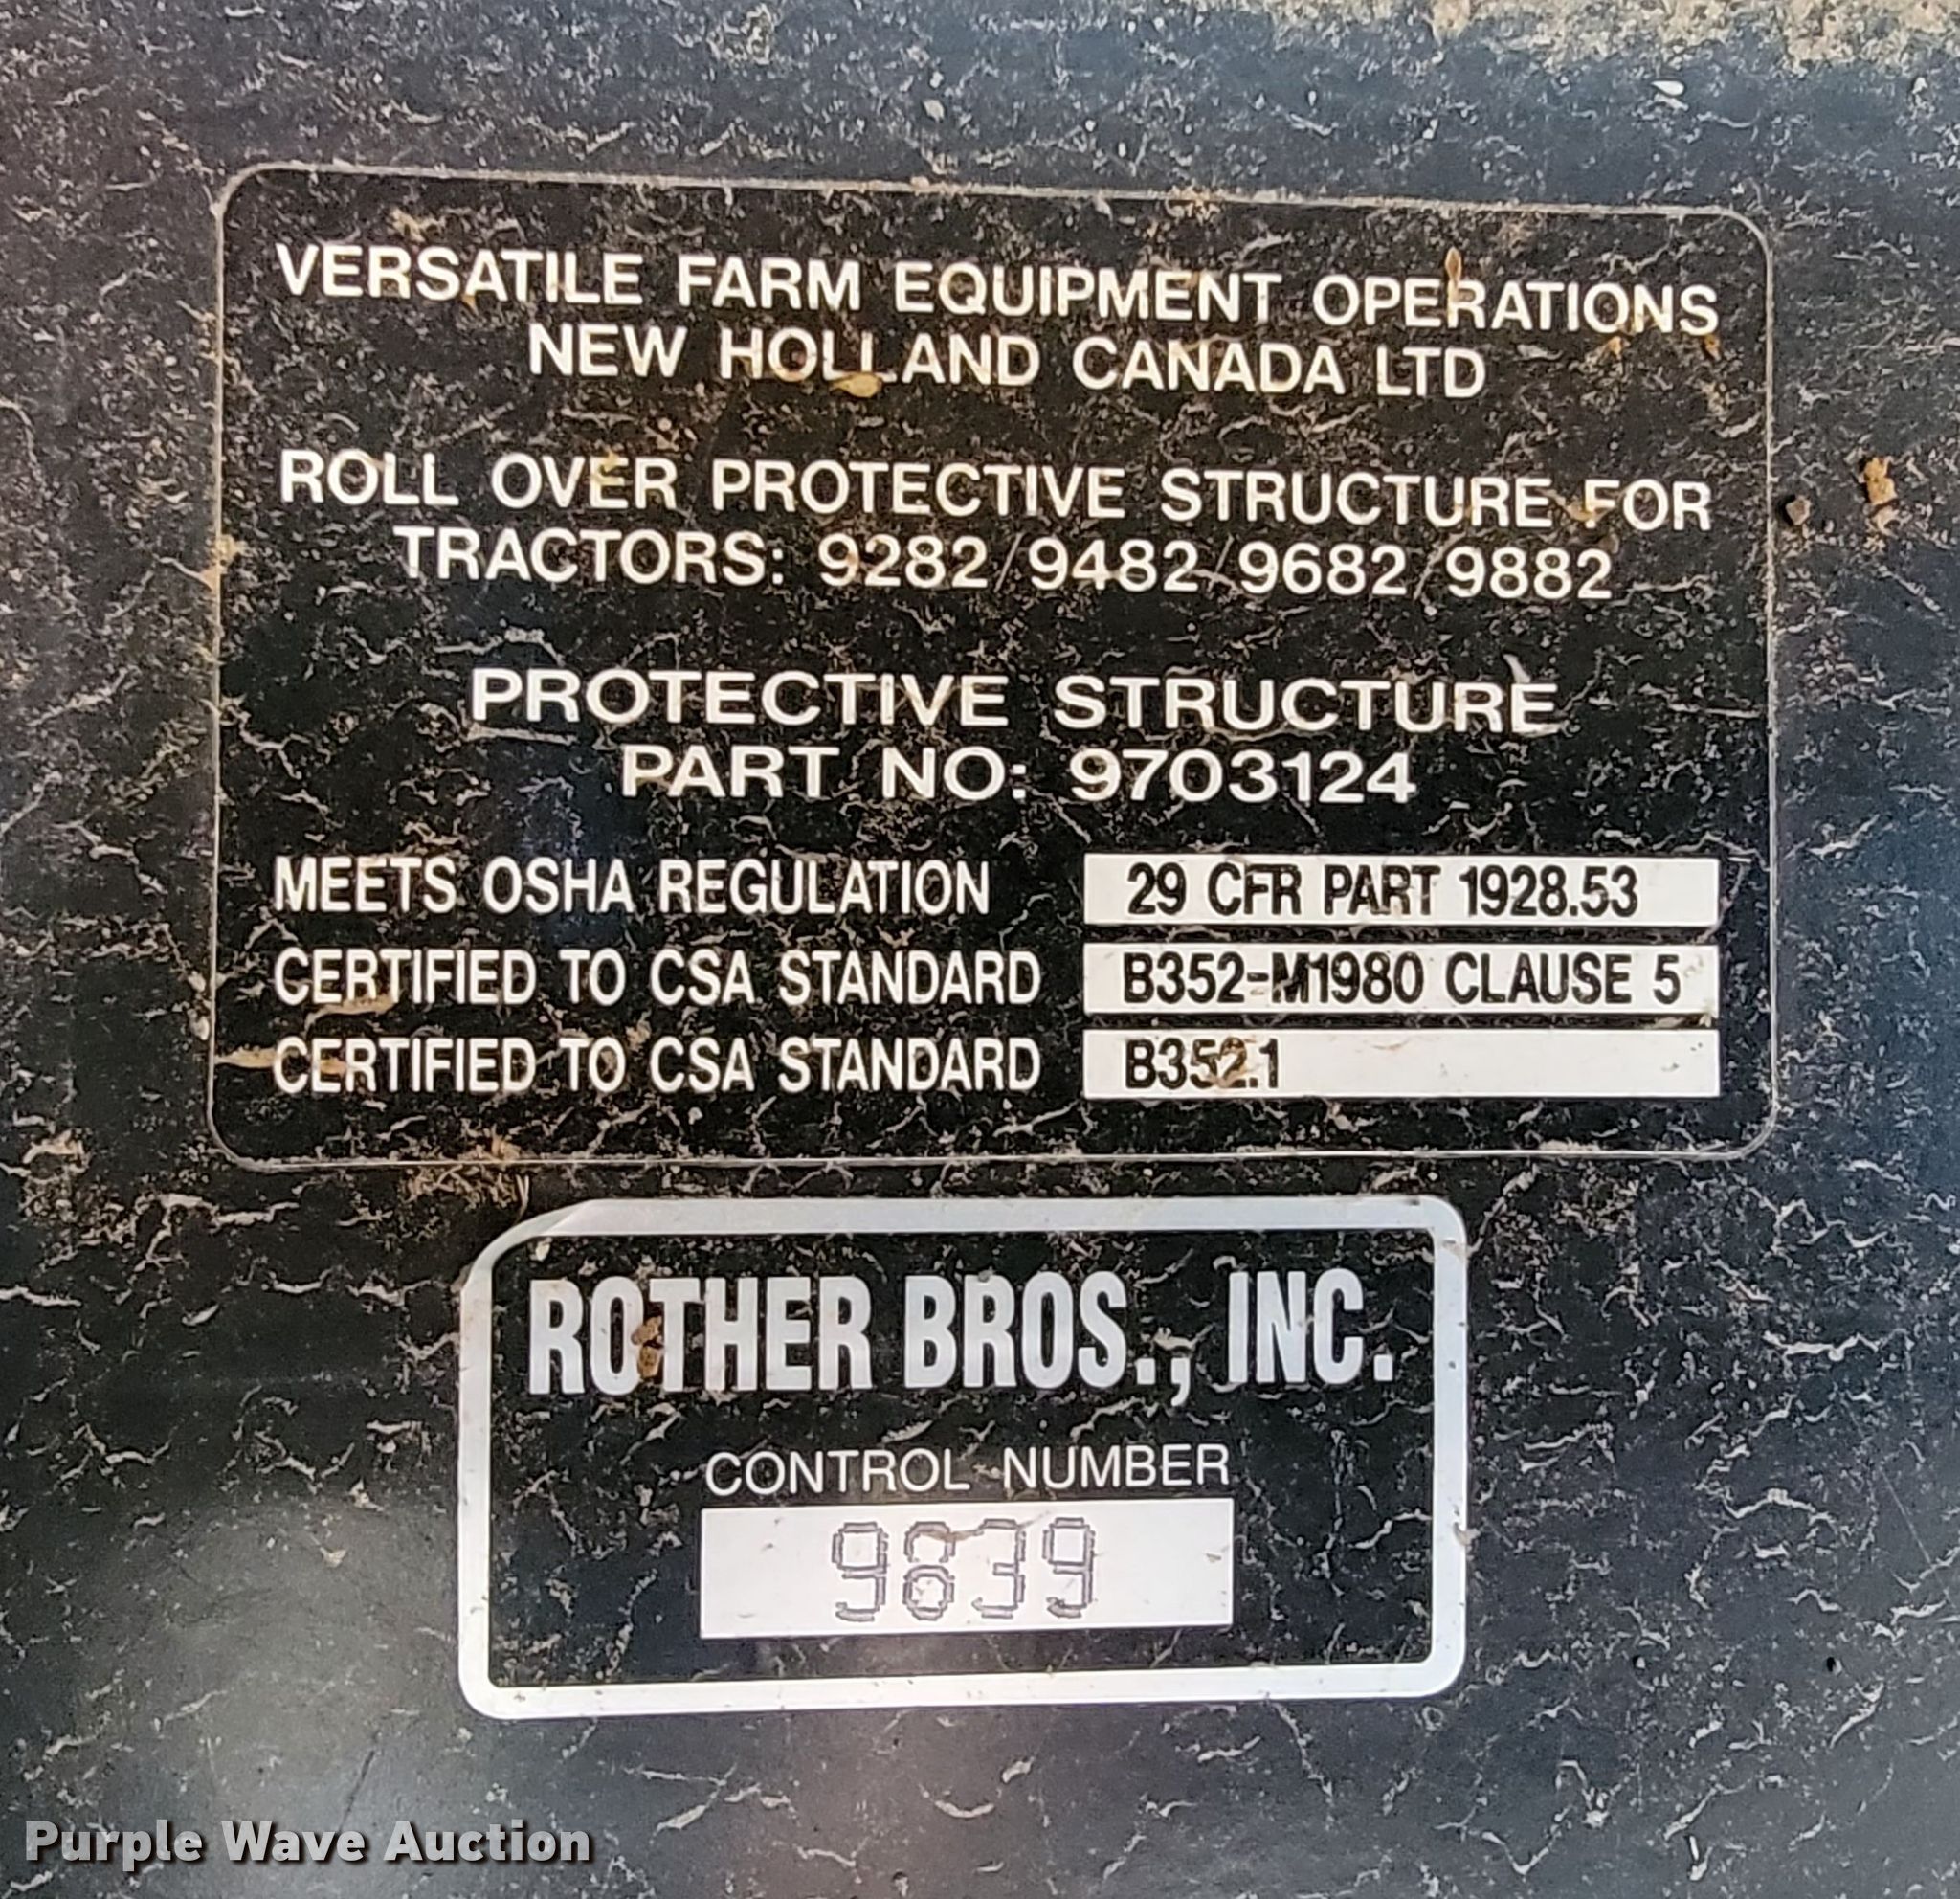 VERSATILE FARM EQUIPMENT OPERATIONS
NEW HOLLAND CANADA LTD
ROLL OVER PROTECTIVE STRUCTURE FOR
TRACTORS: 9282/9482/9682/9882
PROTECTIVE STRUCTURE
PART NO: 9703124
MEETS OSHA REGULATION 29 CFR PART 1928.53
CERTIFIED TO CSA STANDARD B352-M1980 CLAUSE 5
CERTIFIED TO CSA STANDARD B352.1
ROTHER BROS., INC.
CONTROL NUMBER
9839
Purple Wave Auction